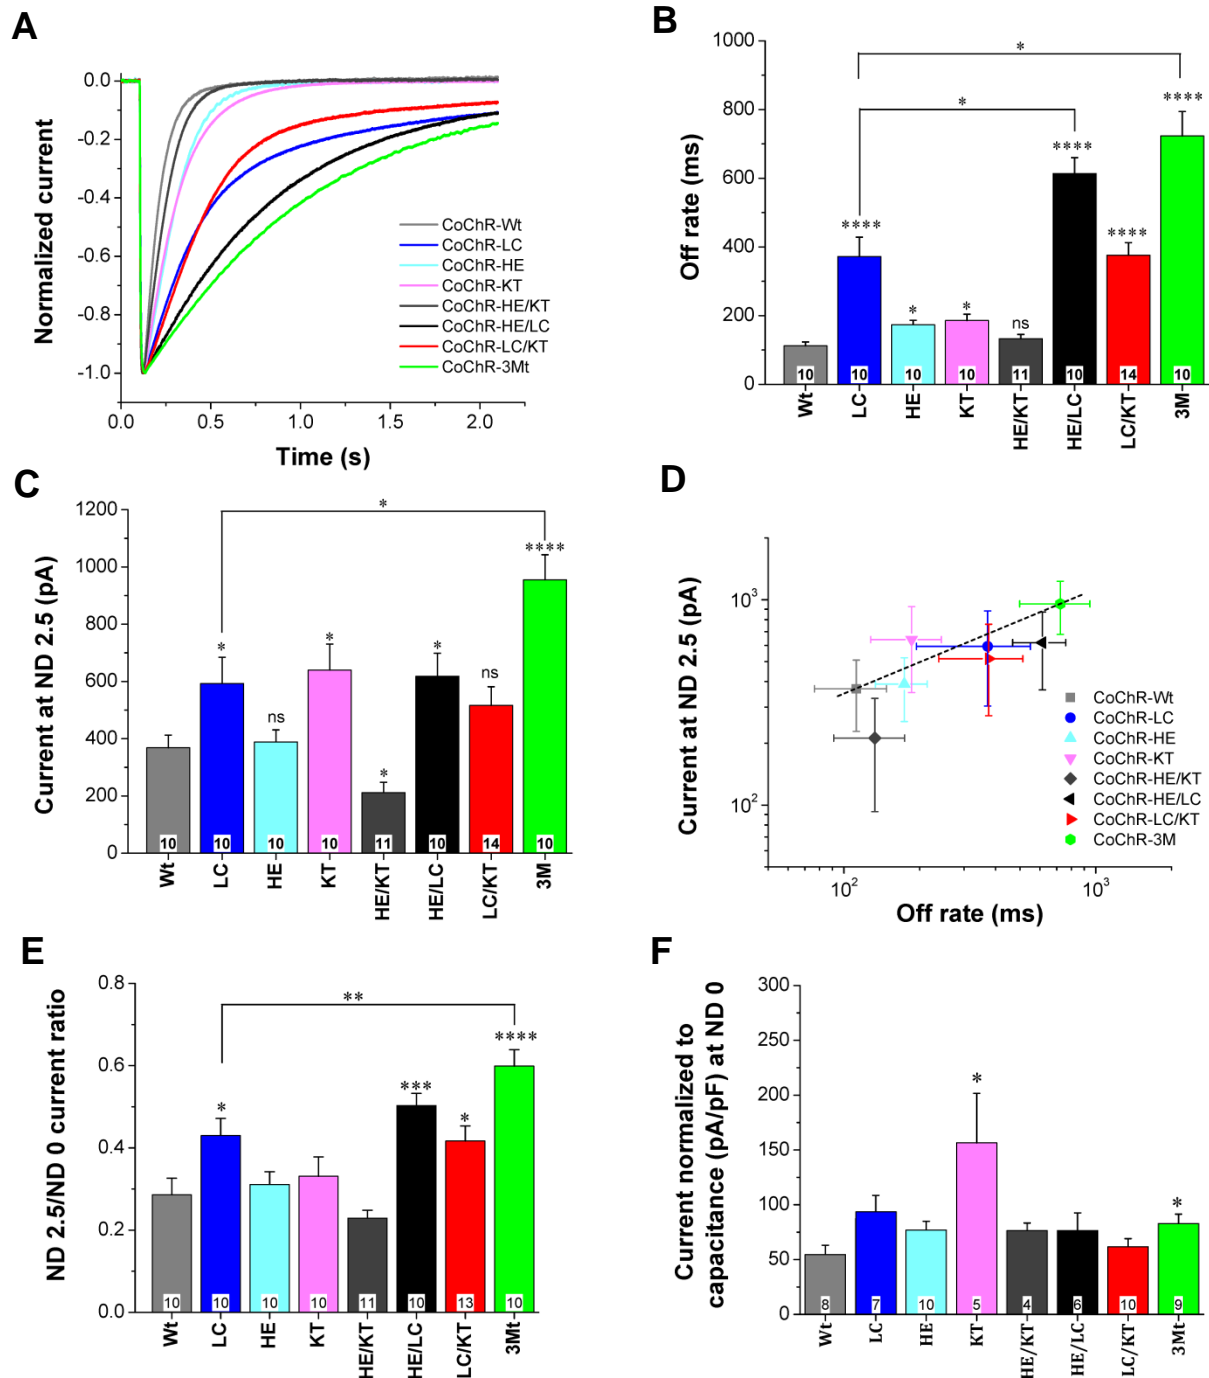 A
Normalized current
0.0
-0.2
-0.4
-0.6
-0.8
-1.0
0.0
0.5
1.0
1.5
2.0
Time (s)
CoChR-Wt
CoChR-LC
CoChR-HE
CoChR-KT
CoChR-HE/KT
CoChR-HE/LC
CoChR-LC/KT
CoChR-3Mt
B
Off rate (ms)
1000
800
600
400
200
0
*
*
****
*
*
ns
****
****
****
10
10
10
10
11
10
14
10
Wt
LC
HE
KT
HE/KT
HE/LC
LC/KT
3M
C
Current at ND 2.5 (pA)
1200
1000
800
600
400
200
0
*
*
ns
*
*
*
ns
****
10
10
10
10
11
10
14
10
Wt
LC
HE
KT
HE/KT
HE/LC
LC/KT
3M
D
Current at ND 2.5 (pA)
10³
10²
10²
10³
Off rate (ms)
CoChR-Wt
CoChR-LC
CoChR-HE
CoChR-KT
CoChR-HE/KT
CoChR-HE/LC
CoChR-LC/KT
CoChR-3M
E
ND 2.5/ND 0 current ratio
0.8
0.6
0.4
0.2
0.0
**
*
***
*
****
10
10
10
10
11
10
13
10
Wt
LC
HE
KT
HE/KT
HE/LC
LC/KT
3Mt
F
Current normalized to
capacitance (pA/pF) at ND 0
300
250
200
150
100
50
0
*
*
8
7
10
5
4
6
10
9
Wt
LC
HE
KT
HE/KT
HE/LC
LC/KT
3Mt